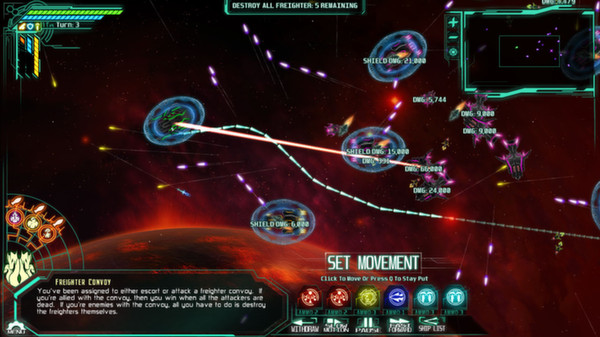 DESTROY ALL FREIGHTER: 5 REMAINING
Turn: 3
SHIELD DMG: 21,000
DMG: 5,744
DMG: 9,000
DMG: 9,000
SHIELD DMG: 15,000
DMG: 24,000
SHIELD DMG: 6,000
SET MOVEMENT
Click To Move Or Press Q To Stay Put
Freighter Convoy
You've been assigned to either escort or attack a freighter convoy. If
you're allied with the convoy, then you win when all the attackers are
dead. If you're enemies with the convoy, all you have to do is destroy
the freighters themselves.
WITHDRAW
PAUSE
SHIP LIST
MENU